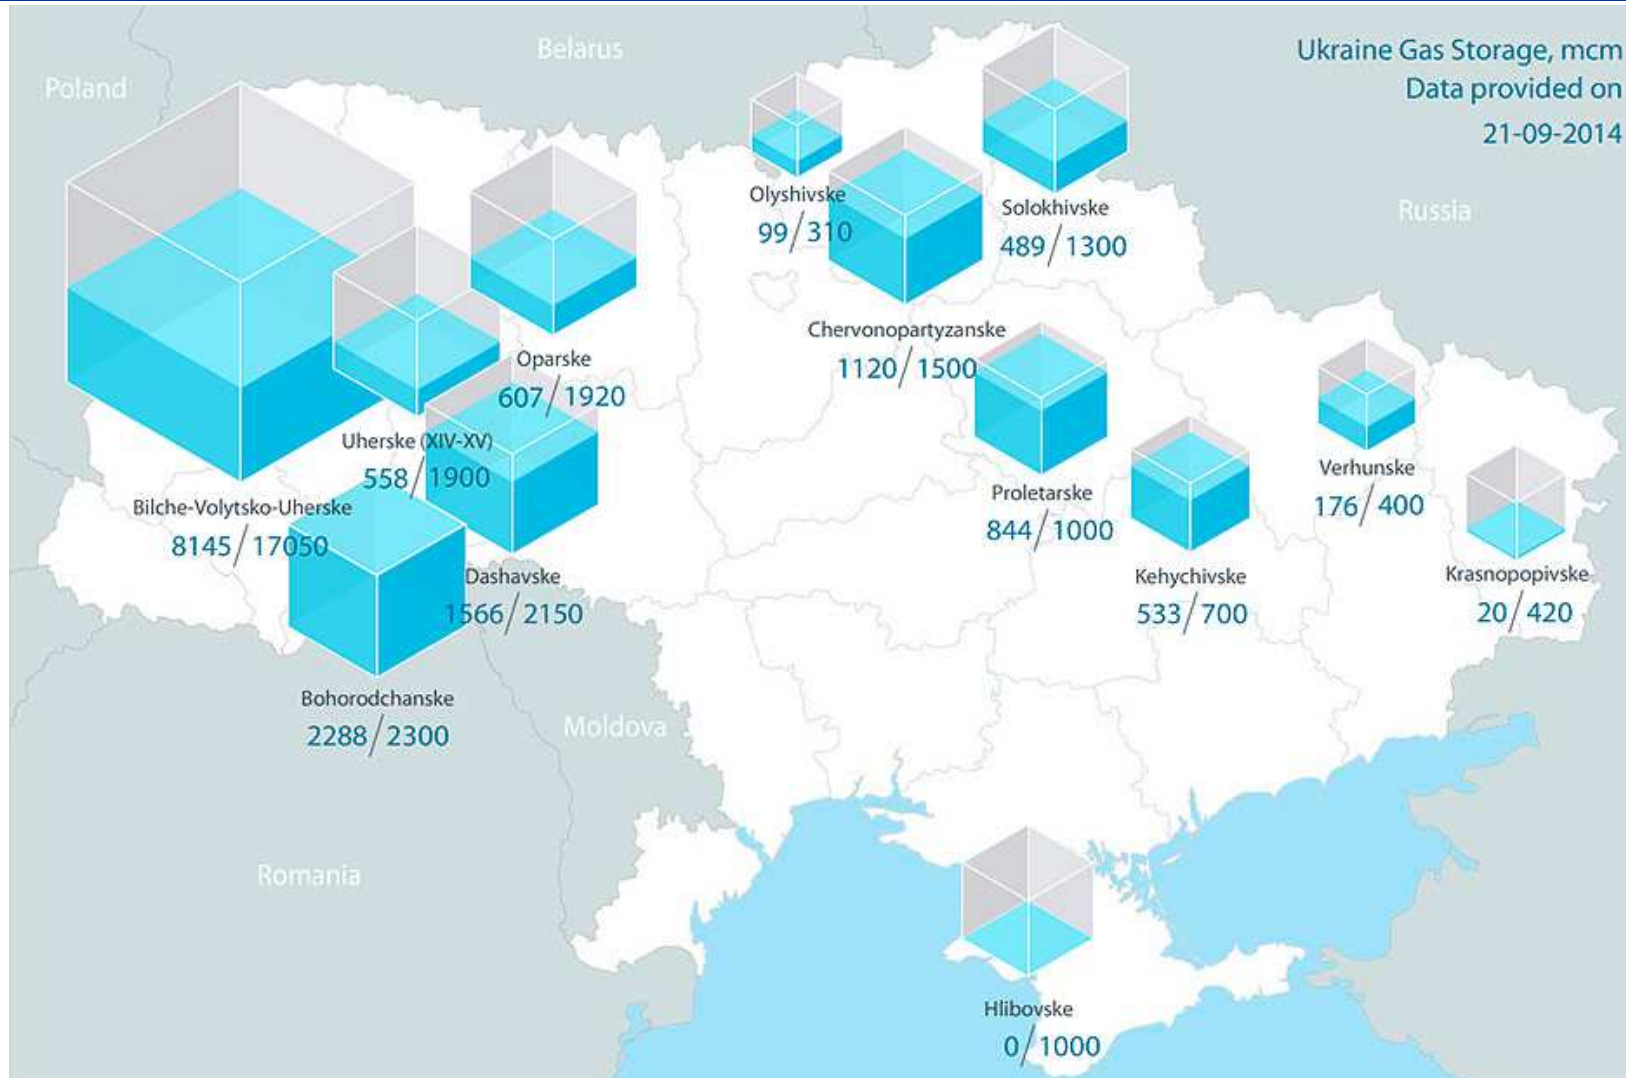 Belarus
Poland
Ukraine Gas Storage, mcm
Data provided on
21-09-2014
Olyshivske
99/310
Solokhivske
489/1300
Russia
Chervonopartyzanske
1120/1500
Oparske
607/1920
Uherske (XIV-XV)
558/1900
Bilche-Volytsko-Uherske
8145/17050
Dashavske
1566/2150
Proletarske
844/1000
Verhunske
176/400
Kehychivske
533/700
Krasnopopivske
20/420
Bohorodchanske
2288/2300
Moldova
Romania
Hlibovske
0/1000